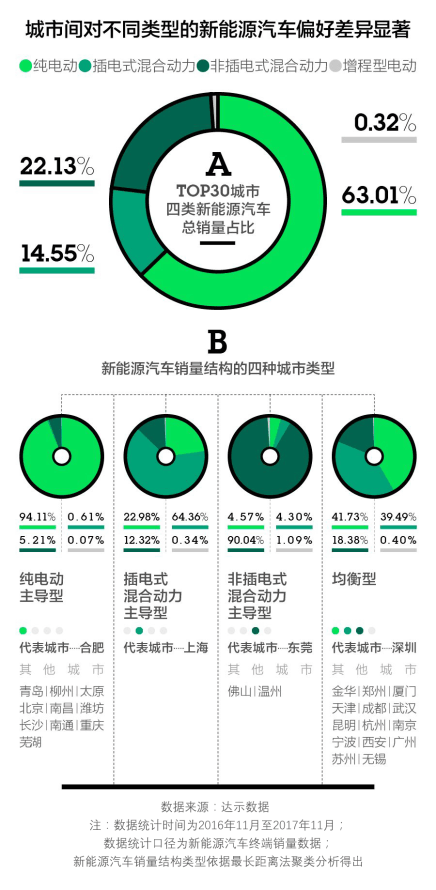 城市间对不同类型的新能源汽车偏好差异显著
纯电动 插电式混合动力 非插电式混合动力 增程型电动
0.32%
22.13%
63.01%
14.55%
A
TOP30城市
四类新能源汽车
总销量占比
B
新能源汽车销量结构的四种城市类型
94.11% 0.61%
5.21% 0.07%
纯电动
主导型
代表城市····合肥
其他城市
青岛|柳州|太原
北京|南昌|潍坊
长沙|南通|重庆
芜湖
22.98% 64.36%
12.32% 0.34%
插电式
混合动力
主导型
代表城市····上海
4.57% 4.30%
90.04% 1.09%
非插电式
混合动力
主导型
代表城市····东莞
其他城市
佛山|温州
41.73% 39.49%
18.38% 0.40%
均衡型
代表城市····深圳
其他城市
金华|郑州|厦门
天津|成都|武汉
昆明|杭州|南京
宁波|西安|广州
苏州|无锡
数据来源：达示数据
注：数据统计时间为2016年11月至2017年11月；
数据统计口径为新能源汽车终端销量数据；
新能源汽车销量结构类型依据最长距离法聚类分析得出